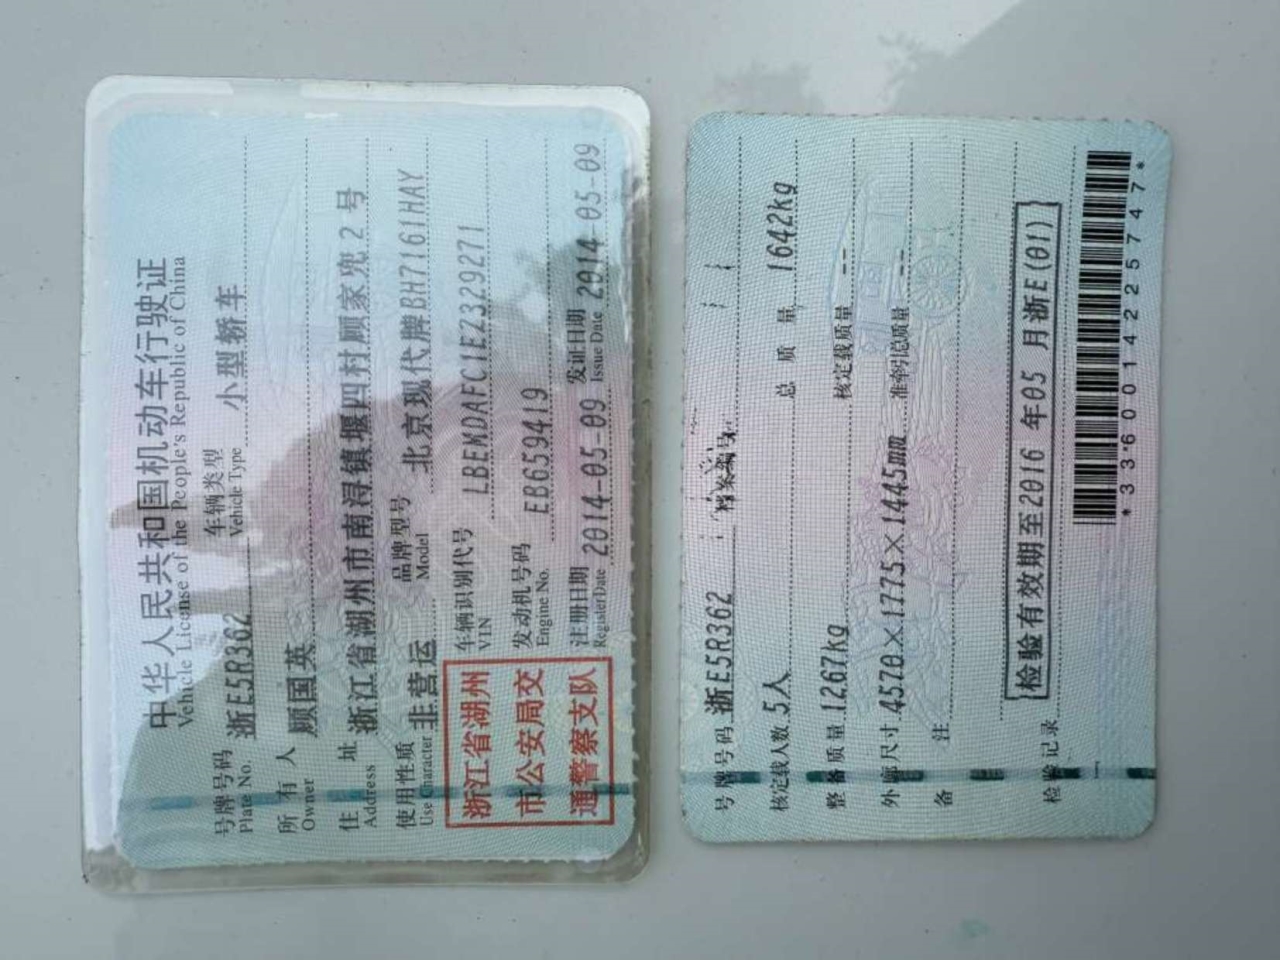 中华人民共和国机动车行驶证
Vehicle License of the People's Republic of China
号牌号码 浙E5R362 车辆类型 小型轿车
Plate No. Vehicle Type
所有人 顾国英
Owner
住址 浙江省湖州市南浔镇堰四村顾家兜2号
Address
使用性质 非营运 品牌型号 北京现代牌BH7161HAY
Use Character Model
浙江省湖州
市公安局交
通警察支队
车辆识别代号 LBEMDAFC1EZ329271
VIN
发动机号码 EB659419
Engine No.
注册日期 2014-05-09 发证日期 2014-05-09
Register Date Issue Date
号牌号码 浙E5R362 档案编号
核定载人数 5人 总质量 1642kg
整备质量 1267kg 核定载质量 --
外廓尺寸 4570×1775×1445mm 准牵引总质量 --
备注
检验有效期至2016年05月浙E(01)
检验记录
*3360014225747*